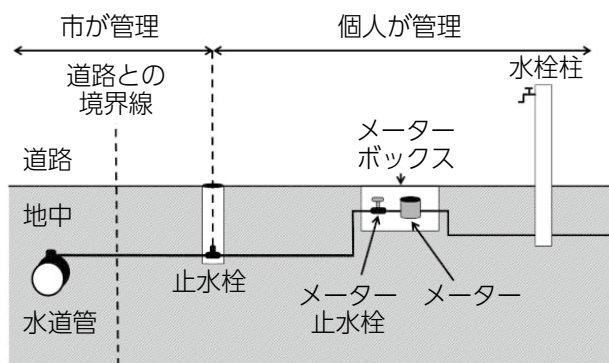 市が管理
個人が管理
道路との
境界線
水栓柱
メーター
ボックス
道路
地中
止水栓
メーター
止水栓
メーター
水道管